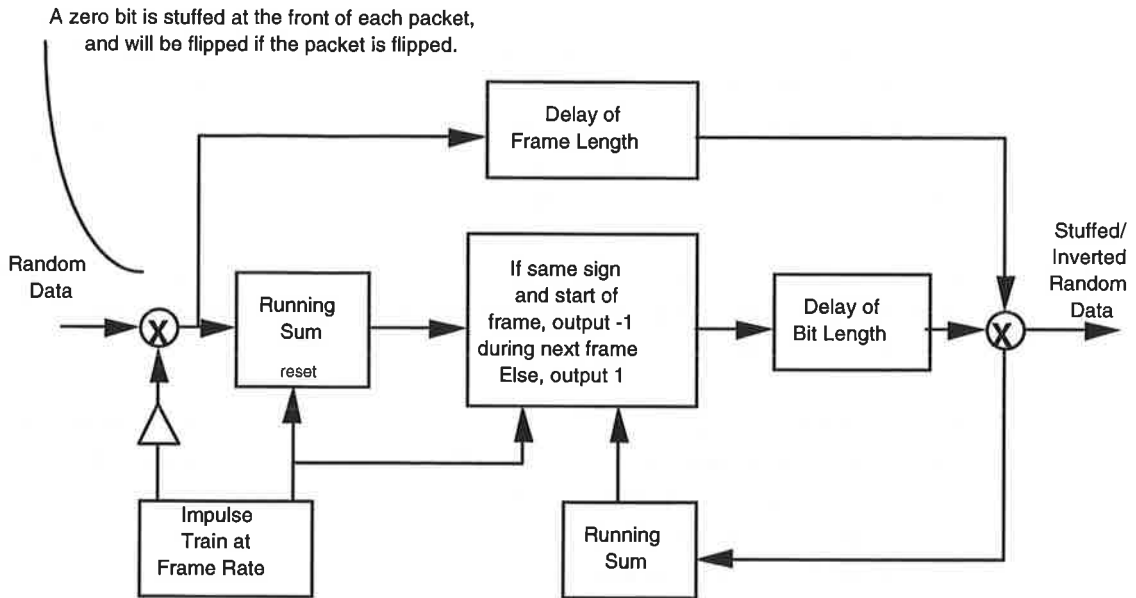 A zero bit is stuffed at the front of each packet,
and will be flipped if the packet is flipped.
Delay of
Frame Length
Random
Data
X
Running
Sum
reset
If same sign
and start of
frame, output -1
during next frame
Else, output 1
Delay of
Bit Length
X
Stuffed/
Inverted
Random
Data
Impulse
Train at
Frame Rate
Running
Sum